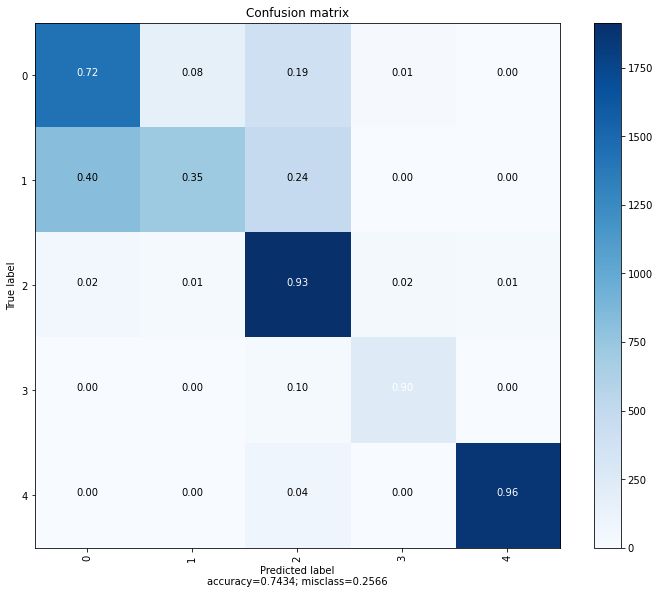 Confusion matrix
0 0.72 0.08 0.19 0.01 0.00
1 0.40 0.35 0.24 0.00 0.00
2 0.02 0.01 0.93 0.02 0.01
3 0.00 0.00 0.10 0.90 0.00
4 0.00 0.00 0.04 0.00 0.96
True label
0 1 2 3 4
Predicted label
accuracy=0.7434; misclass=0.2566
1750
1500
1250
1000
750
500
250
0